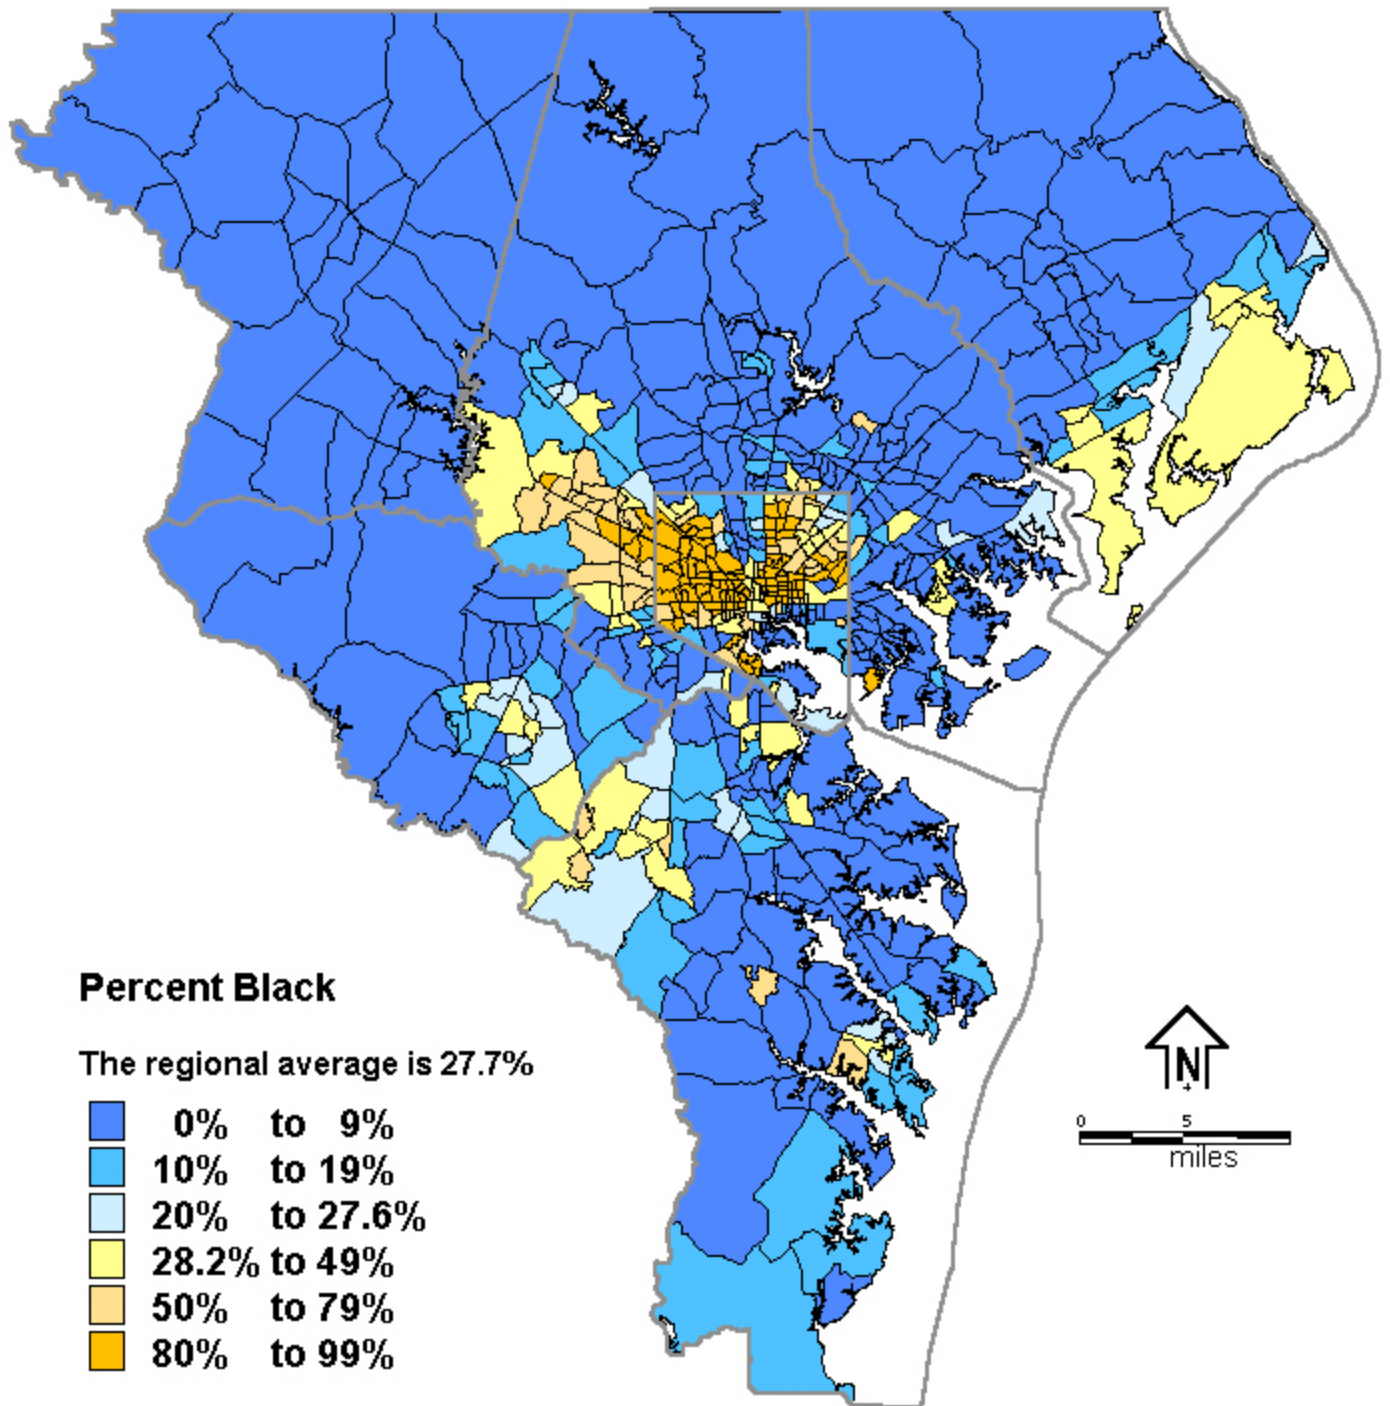 Percent Black
The regional average is 27.7%
0% to 9%
10% to 19%
20% to 27.6%
28.2% to 49%
50% to 79%
80% to 99%
N
0 5
miles